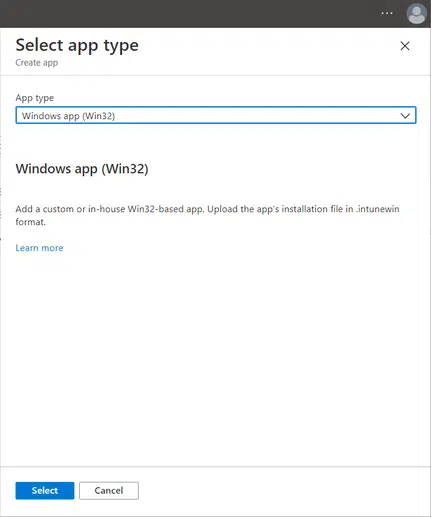 Select app type
Create app
App type
Windows app (Win32)
Windows app (Win32)
Add a custom or in-house Win32-based app. Upload the app's installation file in .intunewin
format.
Learn more
Select
Cancel